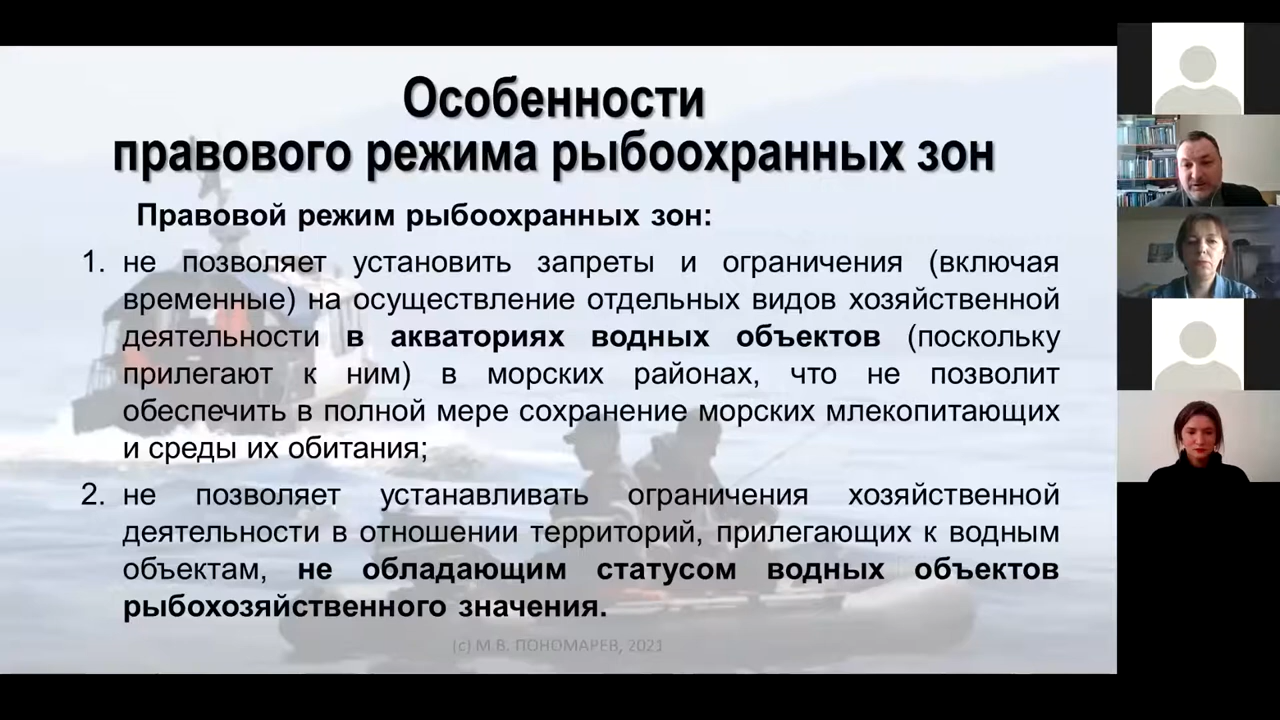 Особенности
правового режима рыбоохранных зон
Правовой режим рыбоохранных зон:
1. не позволяет установить запреты и ограничения (включая
временные) на осуществление отдельных видов хозяйственной
деятельности в акваториях водных объектов (поскольку
прилегают к ним) в морских районах, что не позволит
обеспечить в полной мере сохранение морских млекопитающих
и среды их обитания;
2. не позволяет устанавливать ограничения хозяйственной
деятельности в отношении территорий, прилегающих к водным
объектам, не обладающим статусом водных объектов
рыбохозяйственного значения.
(с) М.В. ПОНОМАРЕВ, 2021